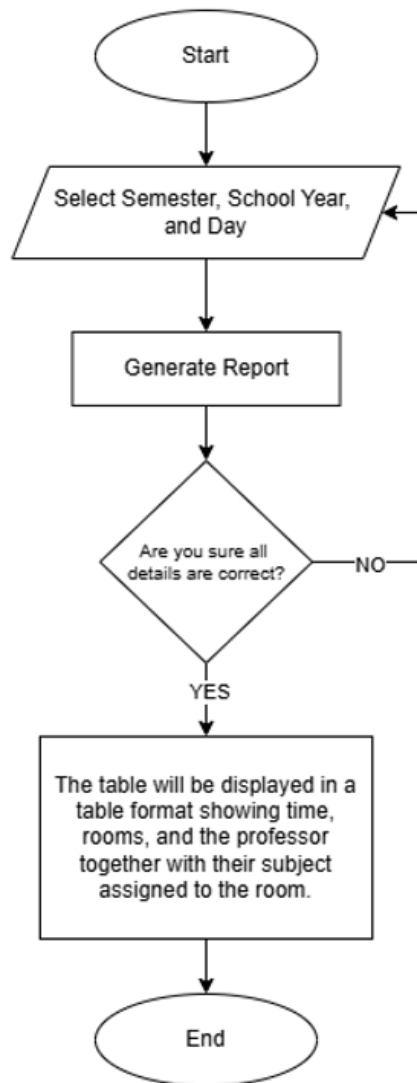 Start
Select Semester, School Year,
and Day
Generate Report
Are you sure all
details are correct?
NO
YES
The table will be displayed in a
table format showing time,
rooms, and the professor
together with their subject
assigned to the room.
End